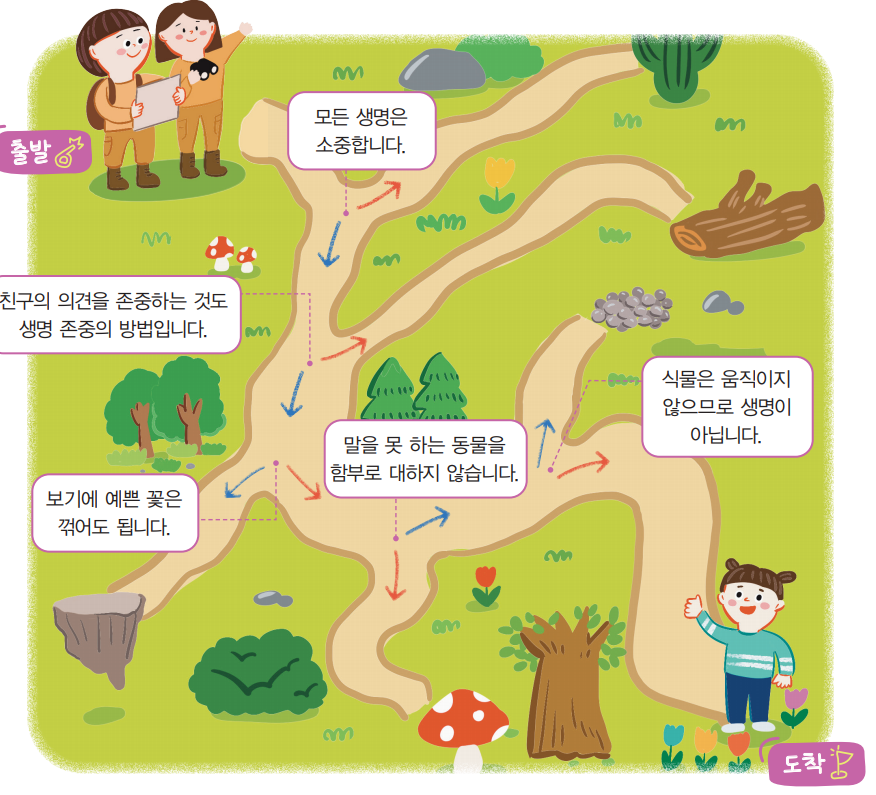 출발
모든 생명은
소중합니다.
친구의 의견을 존중하는 것도
생명 존중의 방법입니다.
식물은 움직이지
않으므로 생명이
아닙니다.
말을 못 하는 동물을
함부로 대하지 않습니다.
보기에 예쁜 꽃은
꺾어도 됩니다.
도착